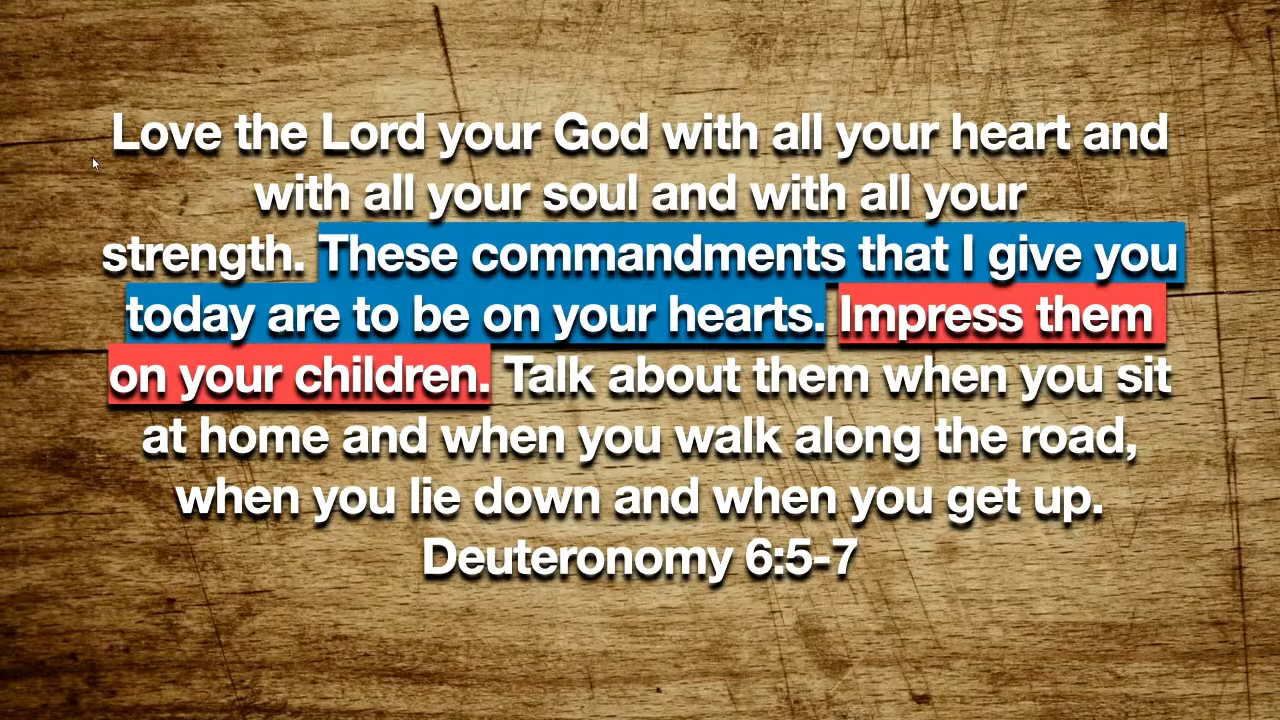 Love the Lord your God with all your heart and
with all your soul and with all your
strength. These commandments that I give you
today are to be on your hearts. Impress them
on your children. Talk about them when you sit
at home and when you walk along the road,
when you lie down and when you get up.
Deuteronomy 6:5-7